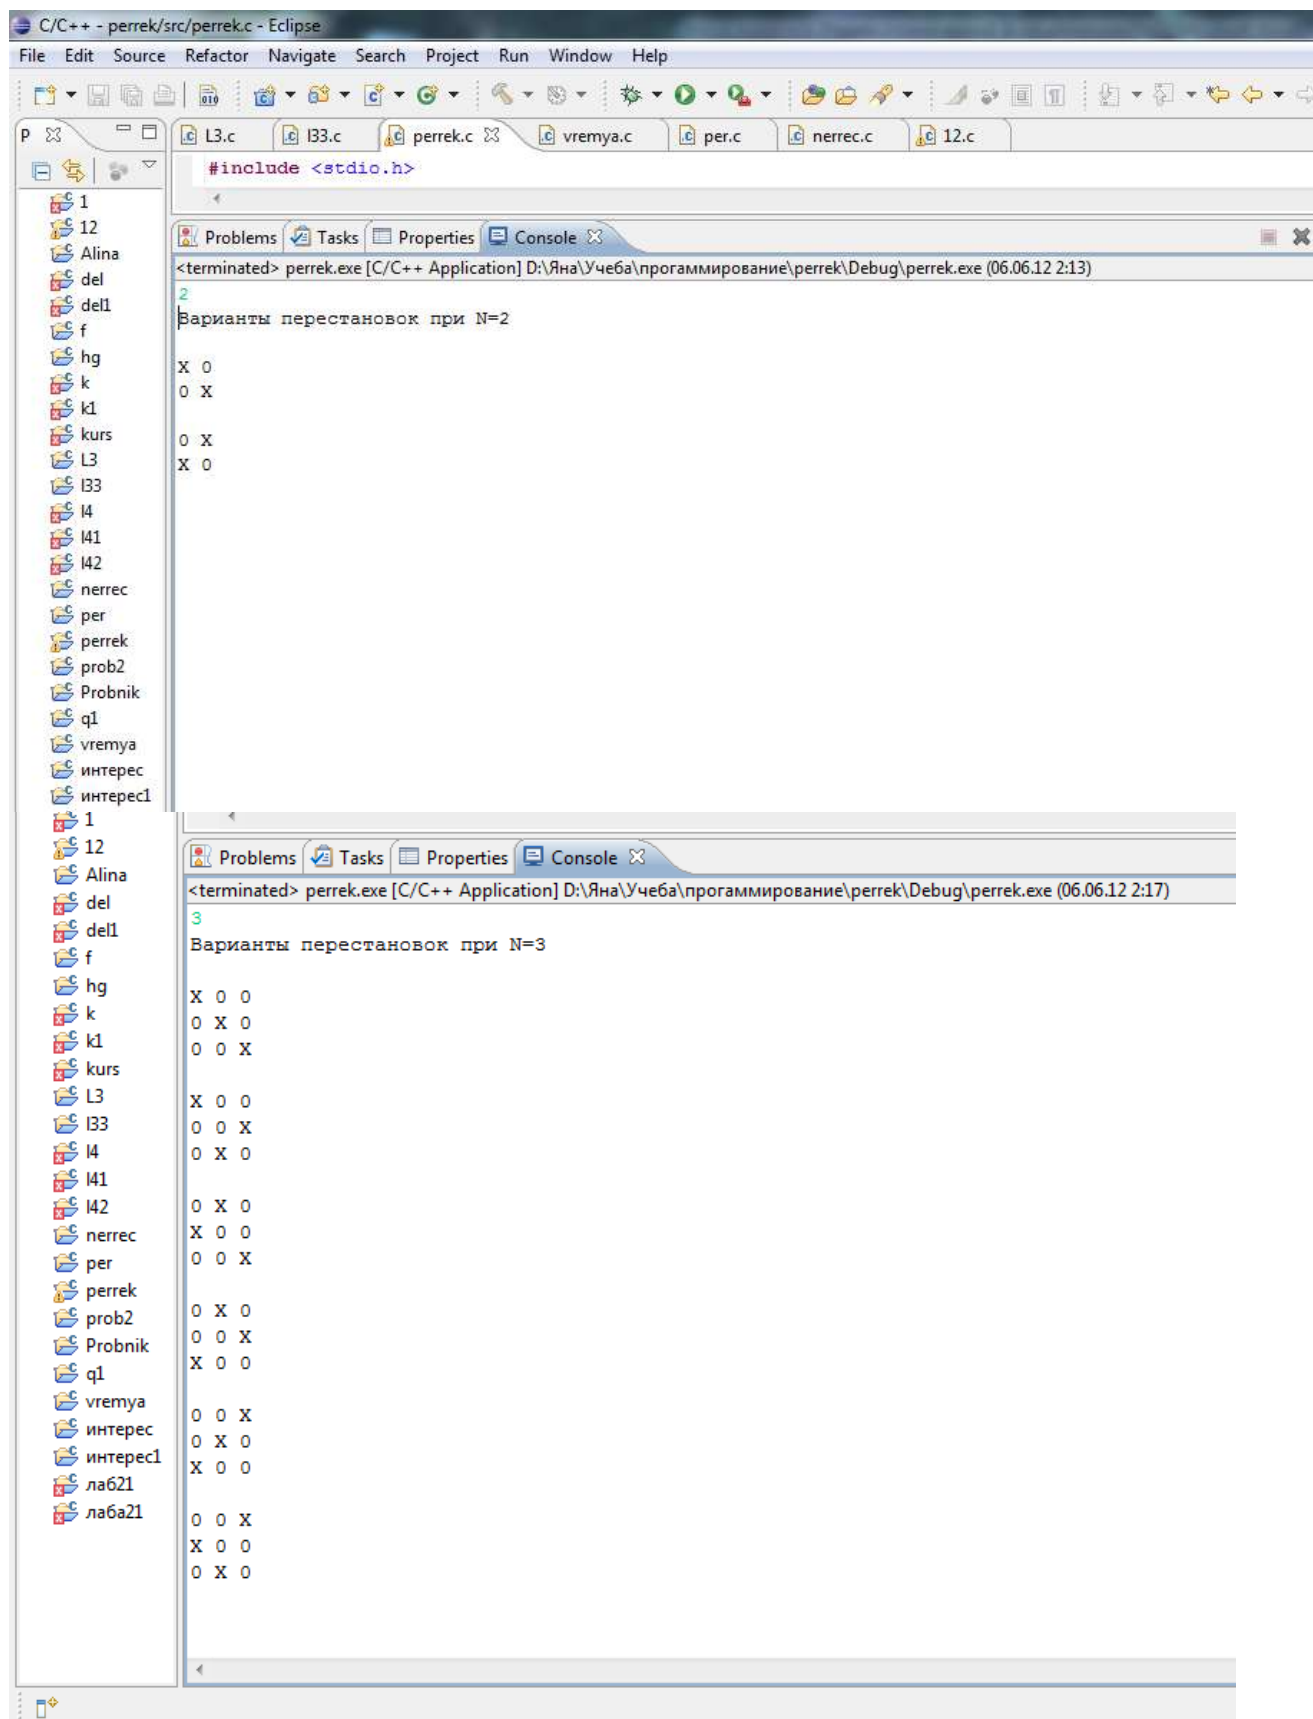 C/C++ - perrek/src/perrek.c - Eclipse
File Edit Source Refactor Navigate Search Project Run Window Help
P L3.c l33.c perrek.c vremya.c per.c nerrec.c 12.c
#include <stdio.h>
1
12
Alina
del
del1
f
hg
k
k1
kurs
L3
l33
l4
l41
l42
nerrec
per
perrek
prob2
Probnik
q1
vremya
интерес
интерес1
Problems Tasks Properties Console
<terminated> perrek.exe [C/C++ Application] D:\Яна\Учеба\прогаммирование\perrek\Debug\perrek.exe (06.06.12 2:13)
2
Варианты перестановок при N=2
X 0
0 X
0 X
X 0
1
12
Alina
del
del1
f
hg
k
k1
kurs
L3
l33
l4
l41
l42
nerrec
per
perrek
prob2
Probnik
q1
vremya
интерес
интерес1
лаб21
лаба21
Problems Tasks Properties Console
<terminated> perrek.exe [C/C++ Application] D:\Яна\Учеба\прогаммирование\perrek\Debug\perrek.exe (06.06.12 2:17)
3
Варианты перестановок при N=3
X 0 0
0 X 0
0 0 X
X 0 0
0 0 X
0 X 0
0 X 0
X 0 0
0 0 X
0 X 0
0 0 X
X 0 0
0 0 X
0 X 0
X 0 0
0 0 X
X 0 0
0 X 0